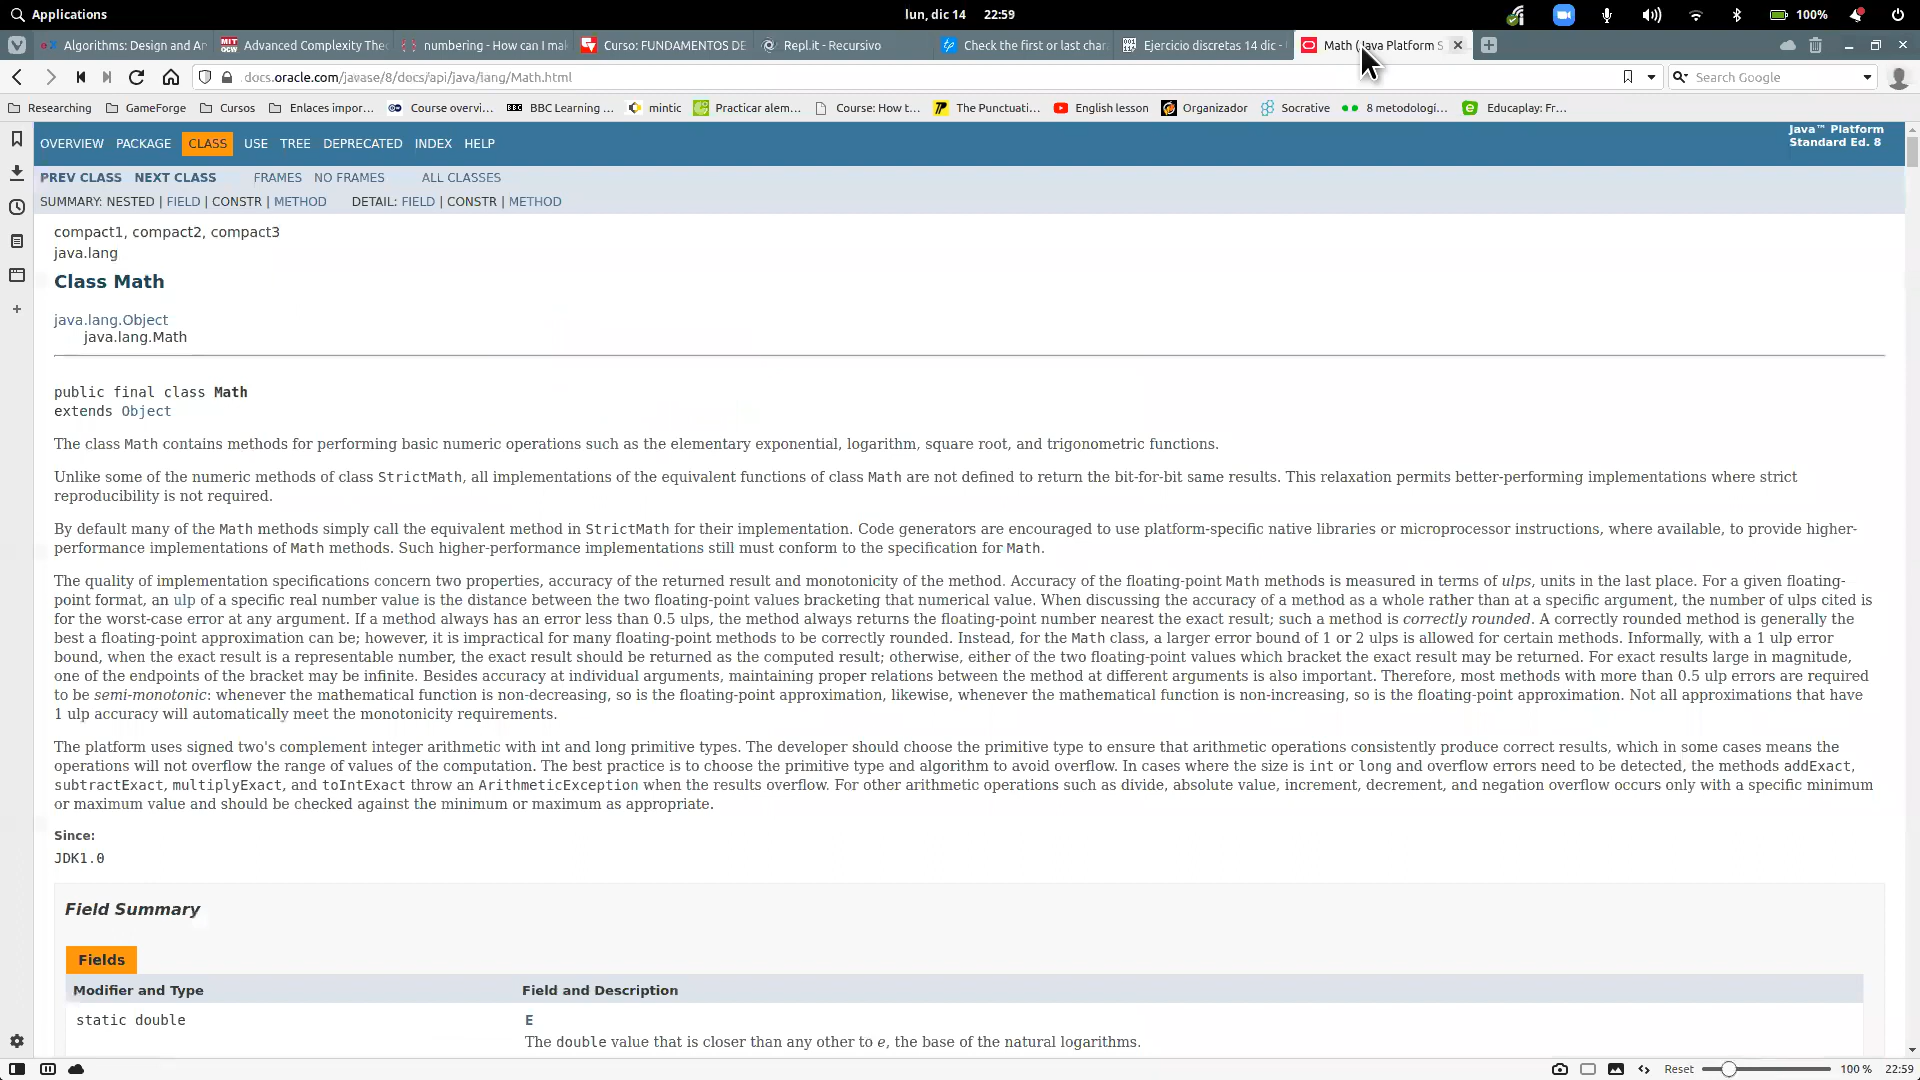 Applications
lun, dic 14 22:59
100%
Algorithms: Design and An
Advanced Complexity The
numbering - How can I mak
Curso: FUNDAMENTOS DE
Repl.it - Recursivo
Check the first or last char
Ejercicio discretas 14 dic -
Math (Java Platform S
docs.oracle.com/javase/8/docs/api/java/lang/Math.html
Search Google
Researching
GameForge
Cursos
Enlaces impor...
Course overvi...
BBC Learning ...
mintic
Practicar alem...
Course: How t...
The Punctuati...
English lesson
Organizador
Socrative
8 metodologí...
Educaplay: Fr...
OVERVIEW PACKAGE CLASS USE TREE DEPRECATED INDEX HELP
Java™ Platform
Standard Ed. 8
PREV CLASS NEXT CLASS FRAMES NO FRAMES ALL CLASSES
SUMMARY: NESTED | FIELD | CONSTR | METHOD DETAIL: FIELD | CONSTR | METHOD
compact1, compact2, compact3
java.lang
Class Math
java.lang.Object
java.lang.Math
public final class Math
extends Object
The class Math contains methods for performing basic numeric operations such as the elementary exponential, logarithm, square root, and trigonometric functions.
Unlike some of the numeric methods of class StrictMath, all implementations of the equivalent functions of class Math are not defined to return the bit-for-bit same results. This relaxation permits better-performing implementations where strict
reproducibility is not required.
By default many of the Math methods simply call the equivalent method in StrictMath for their implementation. Code generators are encouraged to use platform-specific native libraries or microprocessor instructions, where available, to provide higher-
performance implementations of Math methods. Such higher-performance implementations still must conform to the specification for Math.
The quality of implementation specifications concern two properties, accuracy of the returned result and monotonicity of the method. Accuracy of the floating-point Math methods is measured in terms of ulps, units in the last place. For a given floating-
point format, an ulp of a specific real number value is the distance between the two floating-point values bracketing that numerical value. When discussing the accuracy of a method as a whole rather than at a specific argument, the number of ulps cited is
for the worst-case error at any argument. If a method always has an error less than 0.5 ulps, the method always returns the floating-point number nearest the exact result; such a method is correctly rounded. A correctly rounded method is generally the
best a floating-point approximation can be; however, it is impractical for many floating-point methods to be correctly rounded. Instead, for the Math class, a larger error bound of 1 or 2 ulps is allowed for certain methods. Informally, with a 1 ulp error
bound, when the exact result is a representable number, the exact result should be returned as the computed result; otherwise, either of the two floating-point values which bracket the exact result may be returned. For exact results large in magnitude,
one of the endpoints of the bracket may be infinite. Besides accuracy at individual arguments, maintaining proper relations between the method at different arguments is also important. Therefore, most methods with more than 0.5 ulp errors are required
to be semi-monotonic: whenever the mathematical function is non-decreasing, so is the floating-point approximation, likewise, whenever the mathematical function is non-increasing, so is the floating-point approximation. Not all approximations that have
1 ulp accuracy will automatically meet the monotonicity requirements.
The platform uses signed two's complement integer arithmetic with int and long primitive types. The developer should choose the primitive type to ensure that arithmetic operations consistently produce correct results, which in some cases means the
operations will not overflow the range of values of the computation. The best practice is to choose the primitive type and algorithm to avoid overflow. In cases where the size is int or long and overflow errors need to be detected, the methods addExact,
subtractExact, multiplyExact, and toIntExact throw an ArithmeticException when the results overflow. For other arithmetic operations such as divide, absolute value, increment, decrement, and negation overflow occurs only with a specific minimum
or maximum value and should be checked against the minimum or maximum as appropriate.
Since:
JDK1.0
Field Summary
Fields
Modifier and Type Field and Description
static double E
The double value that is closer than any other to e, the base of the natural logarithms.
Reset 100 % 22:59